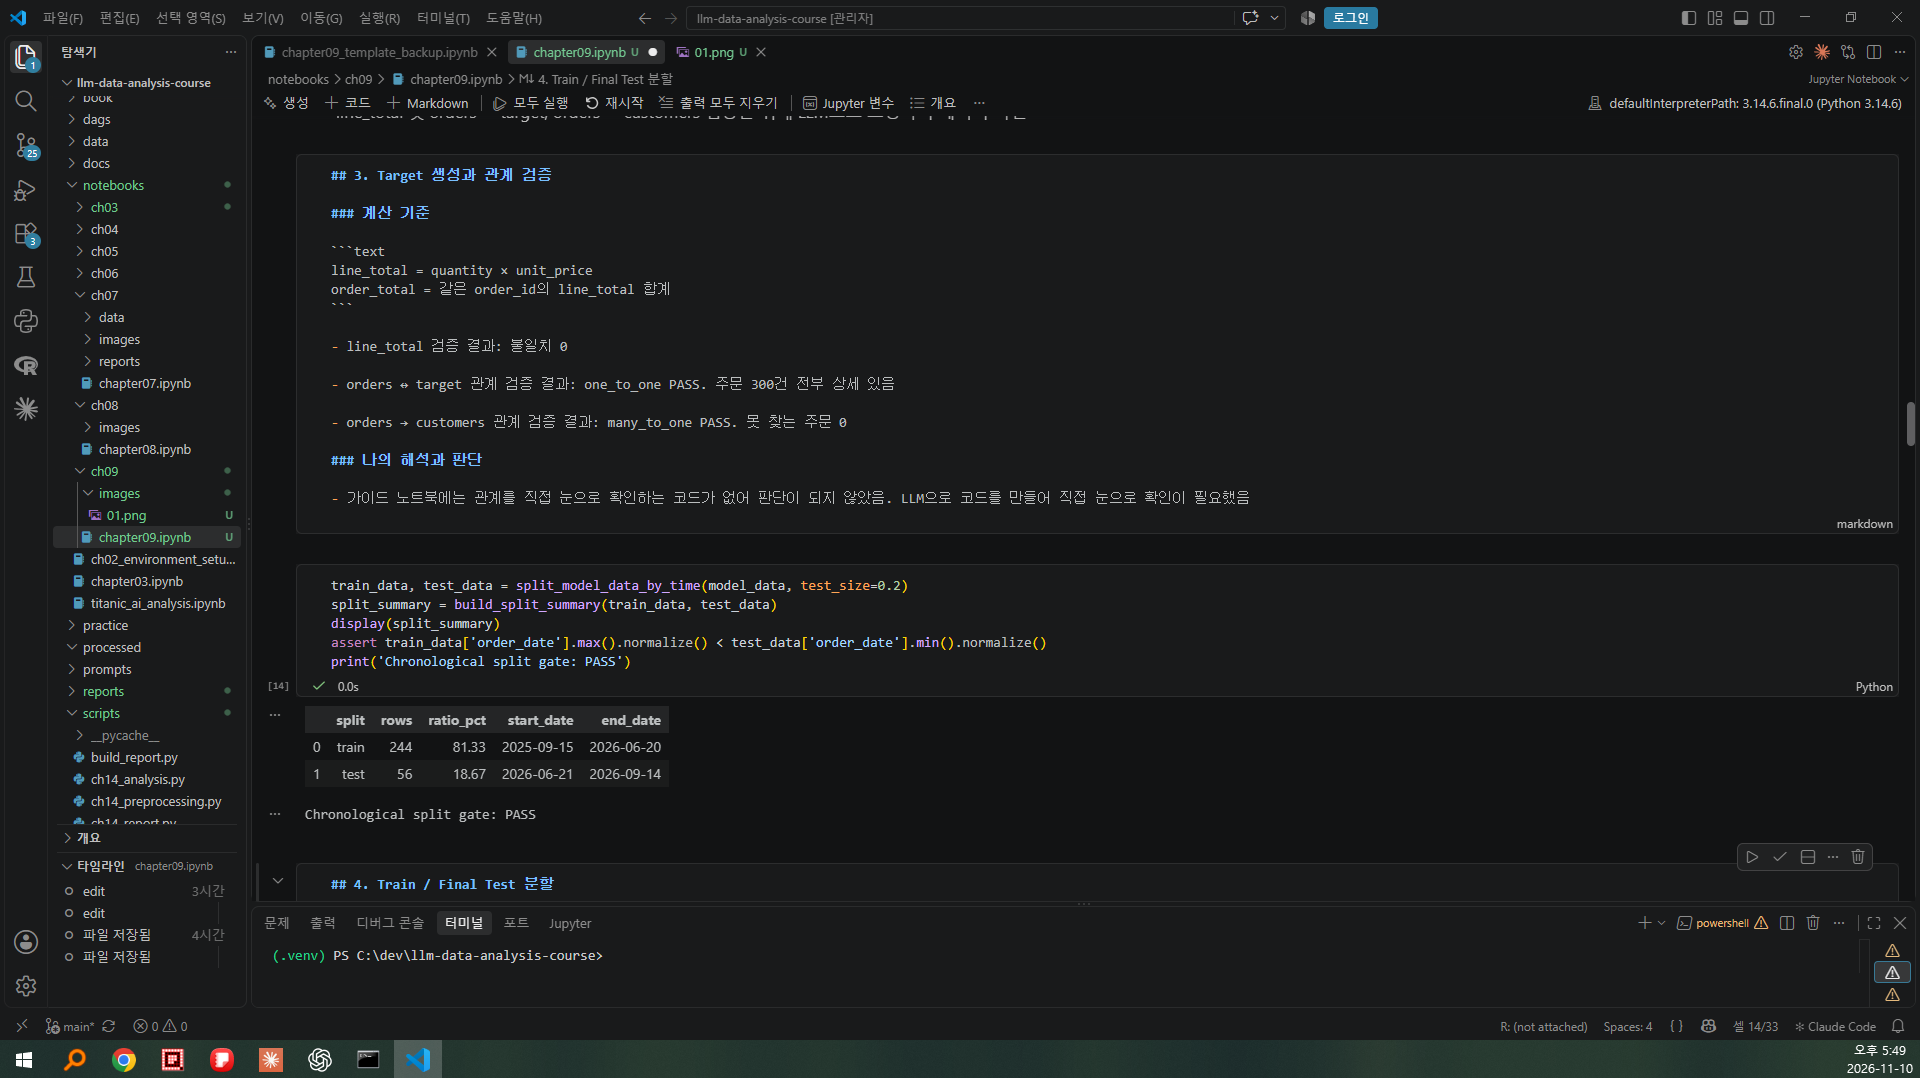 파일(F) 편집(E) 선택 영역(S) 보기(V) 이동(G) 실행(R) 터미널(T) 도움말(H)
llm-data-analysis-course [관리자]
로그인
탐색기
llm-data-analysis-course
book
dags
data
docs
notebooks
ch03
ch04
ch05
ch06
ch07
data
images
reports
chapter07.ipynb
ch08
images
chapter08.ipynb
ch09
images
01.png U
chapter09.ipynb U
ch02_environment_setu...
chapter03.ipynb
titanic_ai_analysis.ipynb
practice
processed
prompts
reports
scripts
__pycache__
build_report.py
ch14_analysis.py
ch14_preprocessing.py
ch14_report.py
개요
타임라인 chapter09.ipynb
edit 3시간
edit
파일 저장됨 4시간
파일 저장됨
1
25
3
chapter09_template_backup.ipynb
chapter09.ipynb U
01.png U
notebooks > ch09 > chapter09.ipynb > M↓ 4. Train / Final Test 분할
Jupyter Notebook
생성 + 코드 + Markdown 모두 실행 재시작 출력 모두 지우기 Jupyter 변수 개요 ...
defaultInterpreterPath: 3.14.6.final.0 (Python 3.14.6)
## 3. Target 생성과 관계 검증
### 계산 기준
```text
line_total = quantity × unit_price
order_total = 같은 order_id의 line_total 합계
```
- line_total 검증 결과: 불일치 0
- orders ↔ target 관계 검증 결과: one_to_one PASS. 주문 300건 전부 상세 있음
- orders → customers 관계 검증 결과: many_to_one PASS. 못 찾는 주문 0
### 나의 해석과 판단
- 가이드 노트북에는 관계를 직접 눈으로 확인하는 코드가 없어 판단이 되지 않았음. LLM으로 코드를 만들어 직접 눈으로 확인이 필요했음
markdown
train_data, test_data = split_model_data_by_time(model_data, test_size=0.2)
split_summary = build_split_summary(train_data, test_data)
display(split_summary)
assert train_data['order_date'].max().normalize() < test_data['order_date'].min().normalize()
print('Chronological split gate: PASS')
[14] 0.0s Python
split rows ratio_pct start_date end_date
0 train 244 81.33 2025-09-15 2026-06-20
1 test 56 18.67 2026-06-21 2026-09-14
Chronological split gate: PASS
## 4. Train / Final Test 분할
문제 출력 디버그 콘솔 터미널 포트 Jupyter
powershell
(.venv) PS C:\dev\llm-data-analysis-course>
main* 0 0
R: (not attached) Spaces: 4 { } 셀 14/33 Claude Code
오후 5:49
2026-11-10